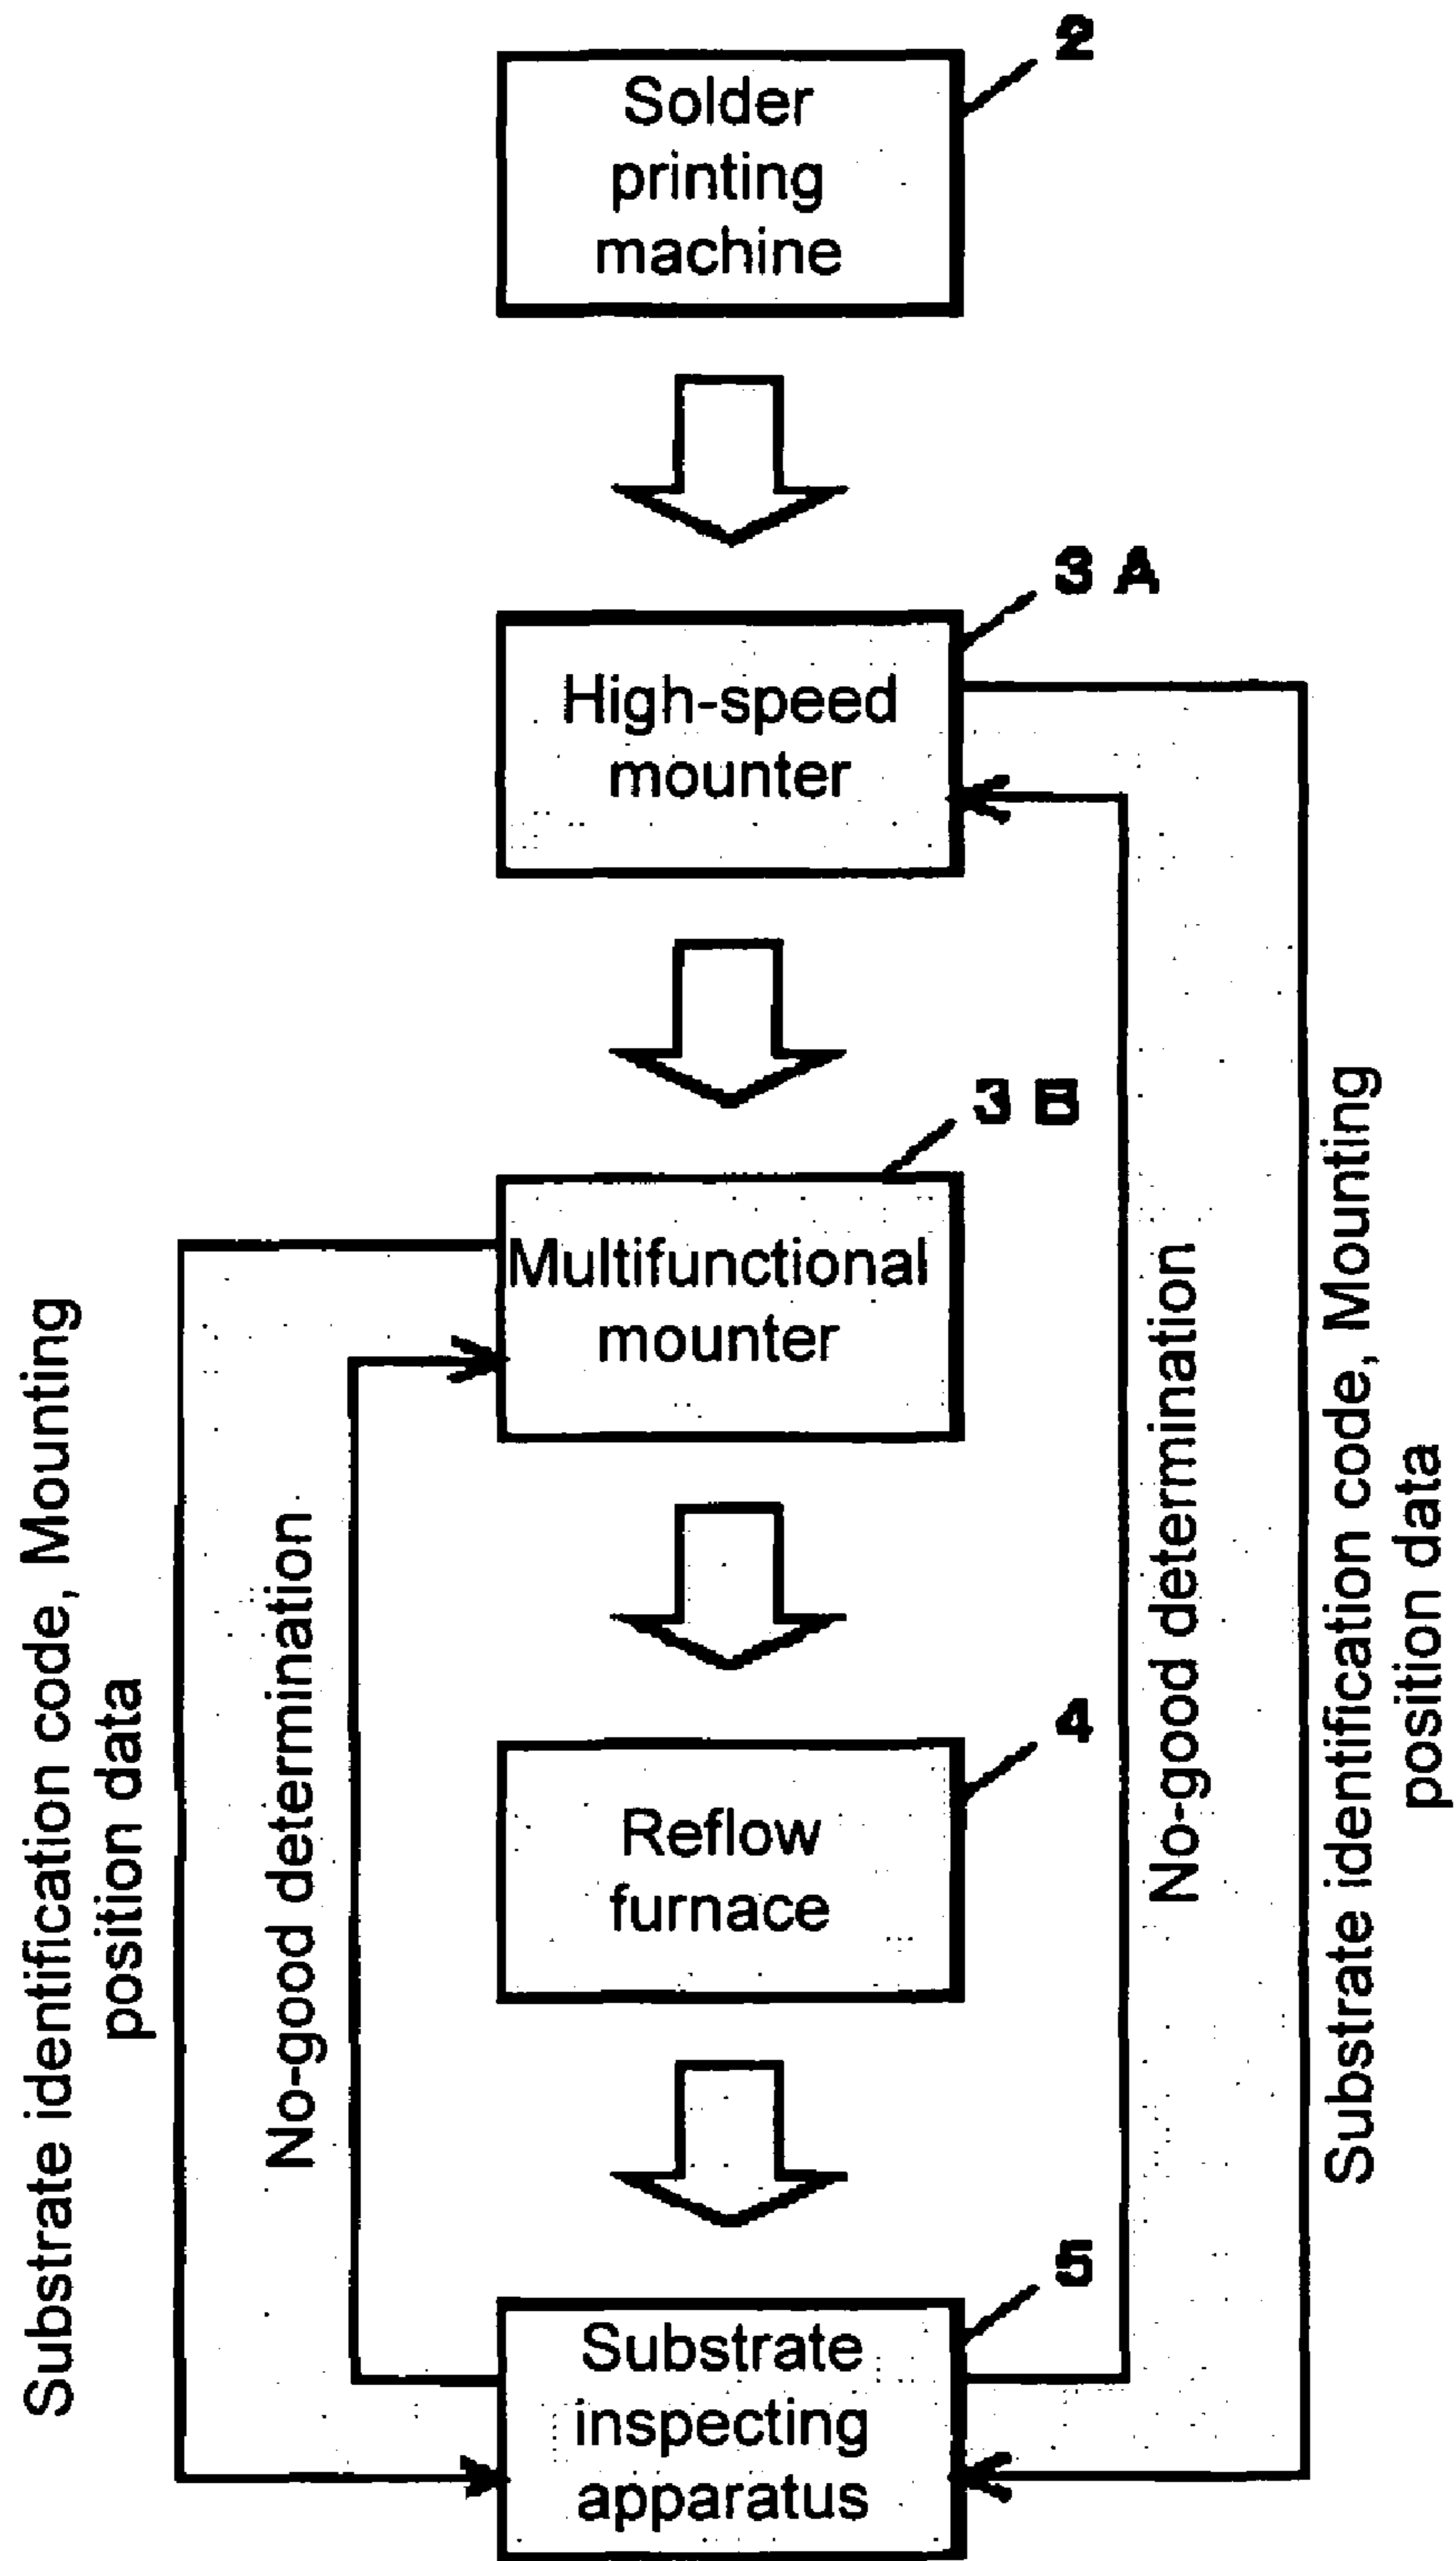 2
Solder
printing
machine
3 A
High-speed
mounter
3 B
Multifunctional
mounter
Substrate identification code, Mounting
position data
No-good determination
No-good determination
Substrate identification code, Mounting
position data
4
Reflow
furnace
5
Substrate
inspecting
apparatus